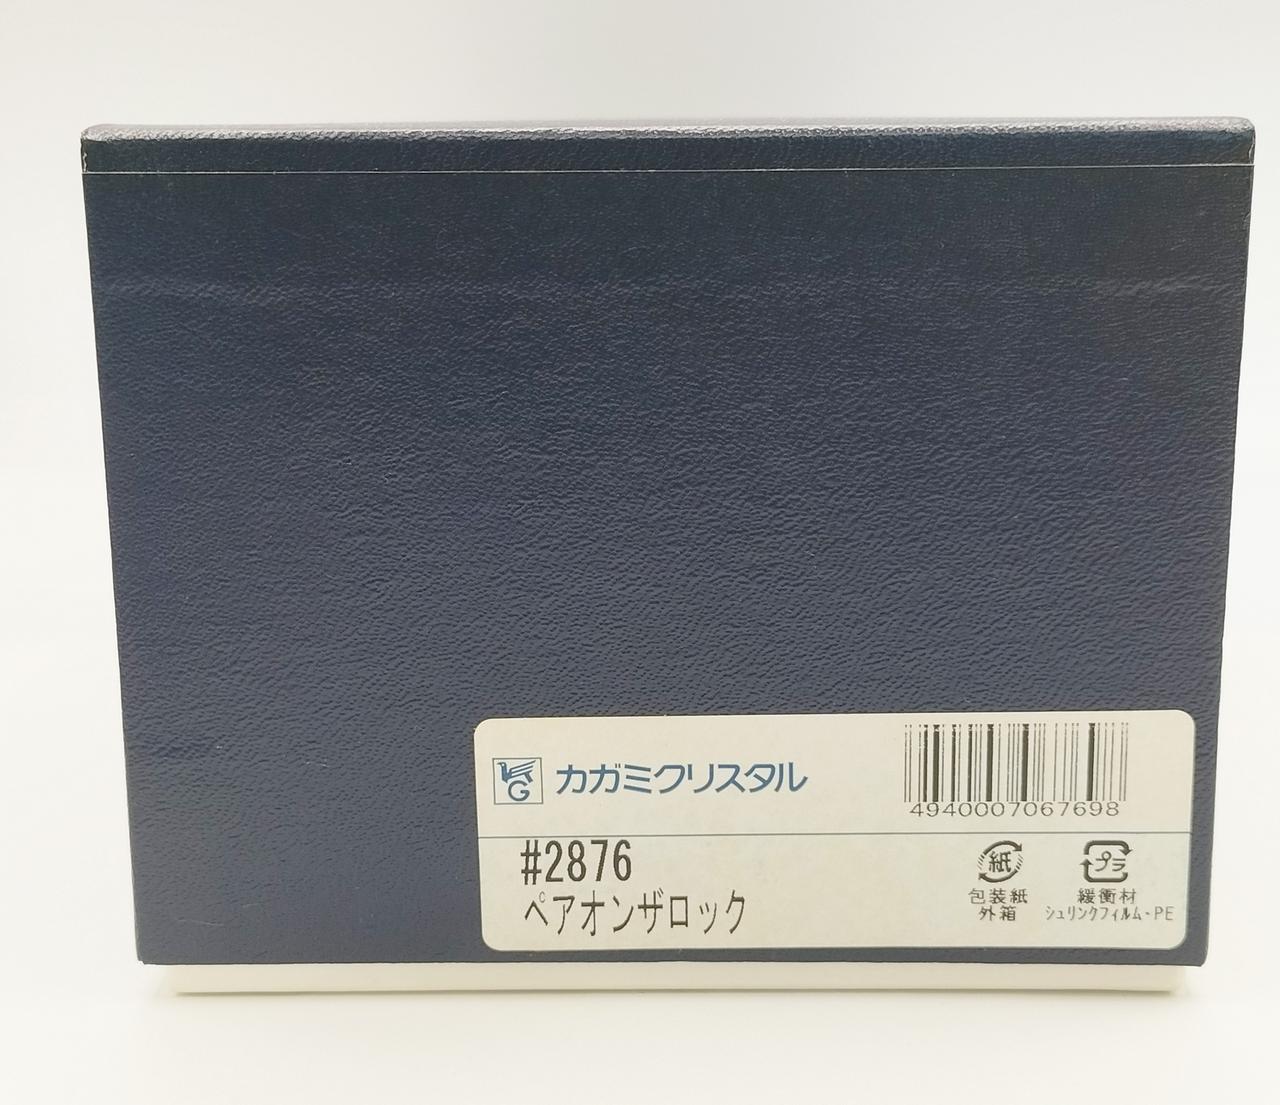 G カガミクリスタル
4940007067698
#2876
ペアオンザロック
紙
包装紙
外箱
プラ
緩衝材
シュリンクフィルム・PE